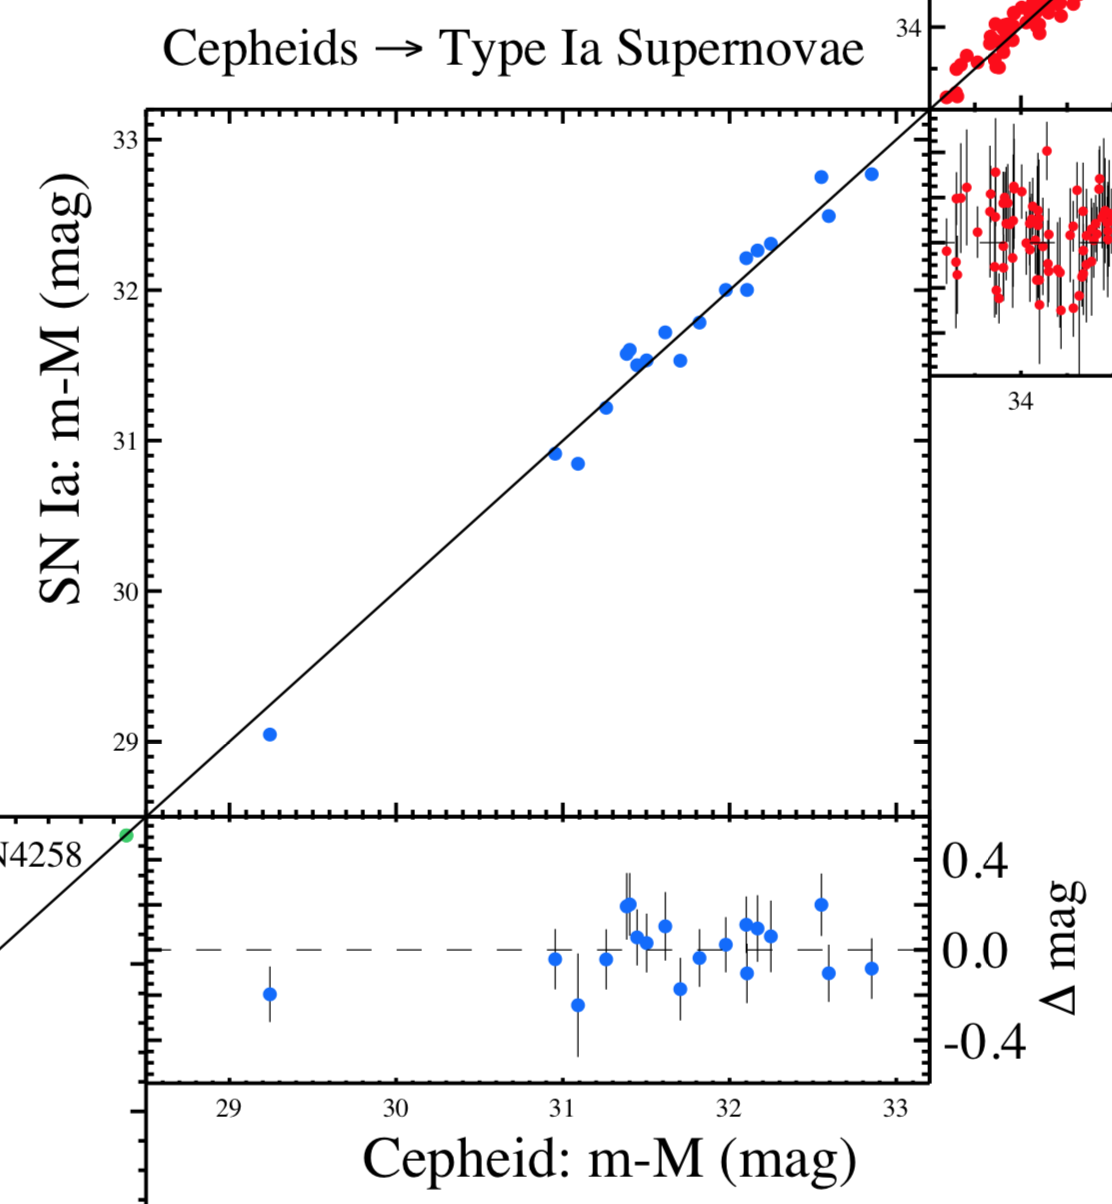 Cepheids → Type Ia Supernovae
34
33
32
31
30
29
SN Ia: m-M (mag)
34
N4258
0.4
0.0
-0.4
Δ mag
29 30 31 32 33
Cepheid: m-M (mag)